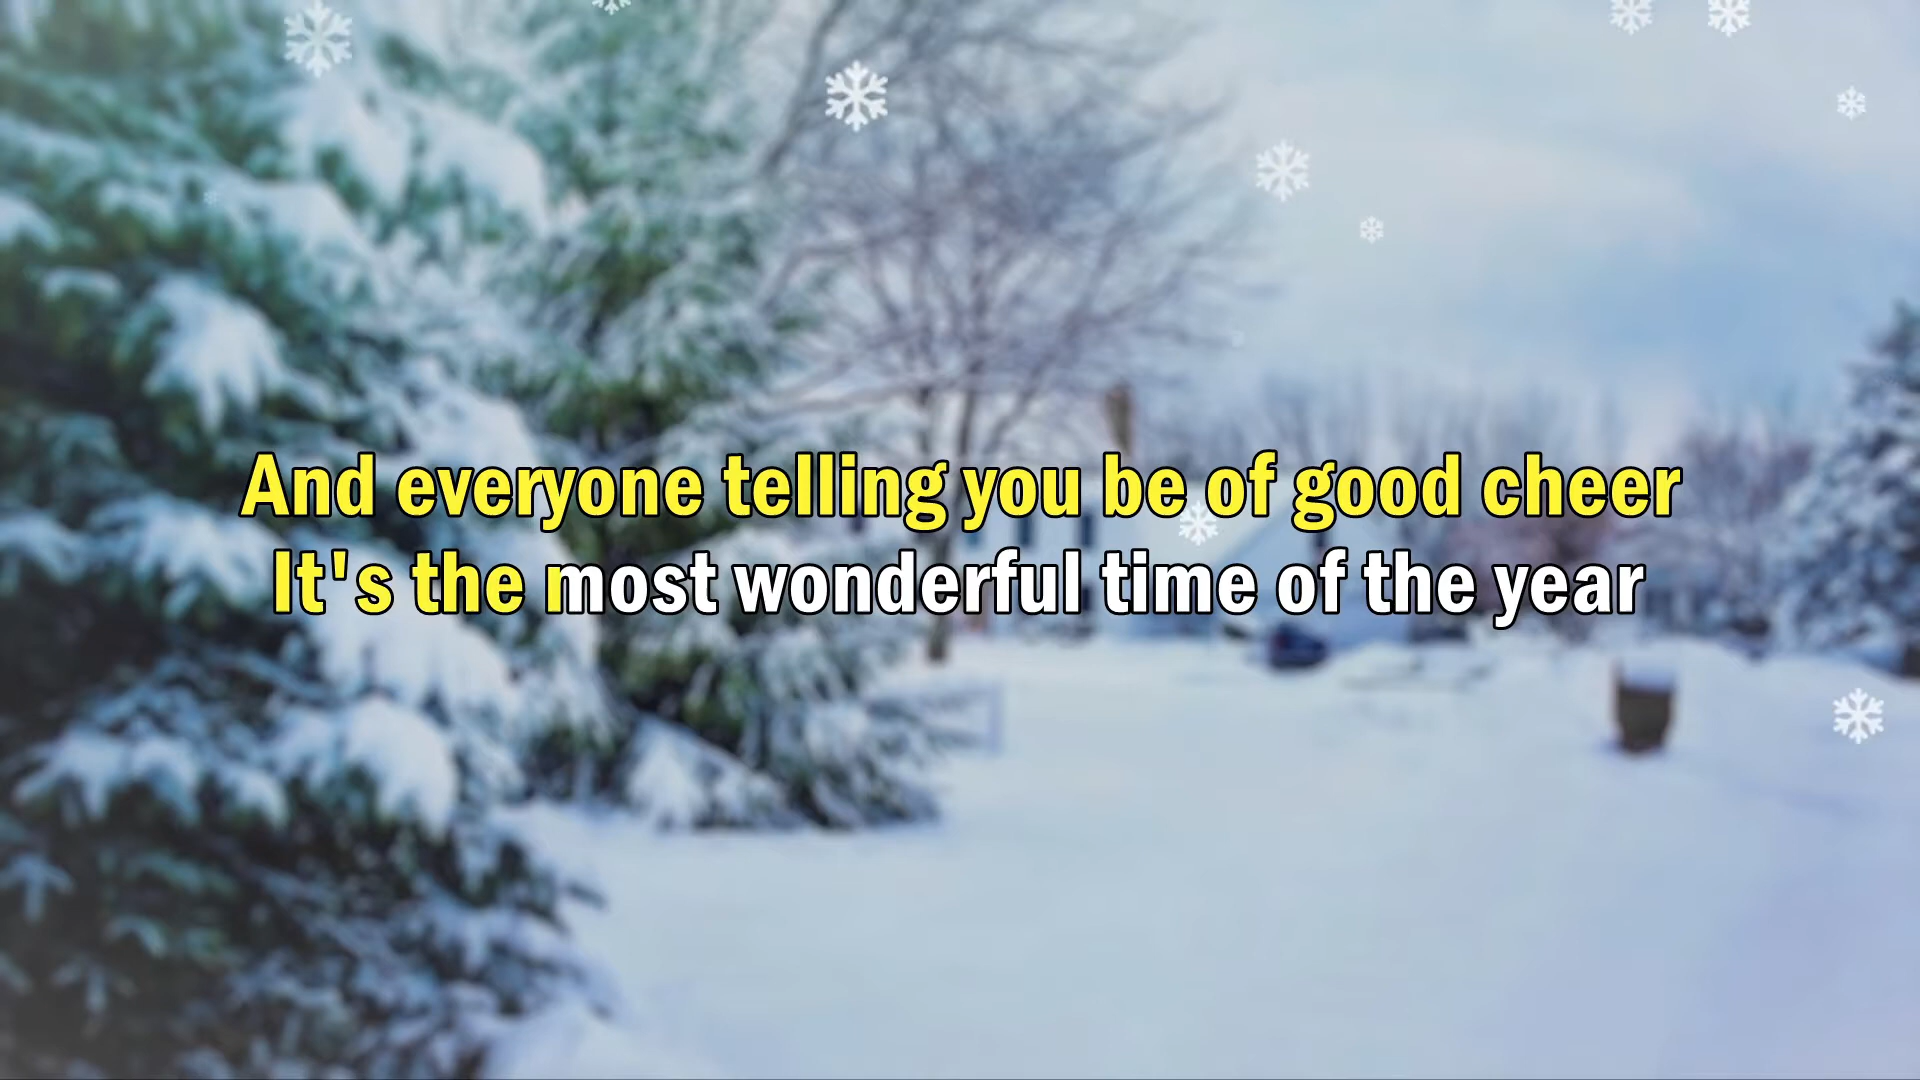 And everyone telling you be of good cheer
It's the most wonderful time of the year